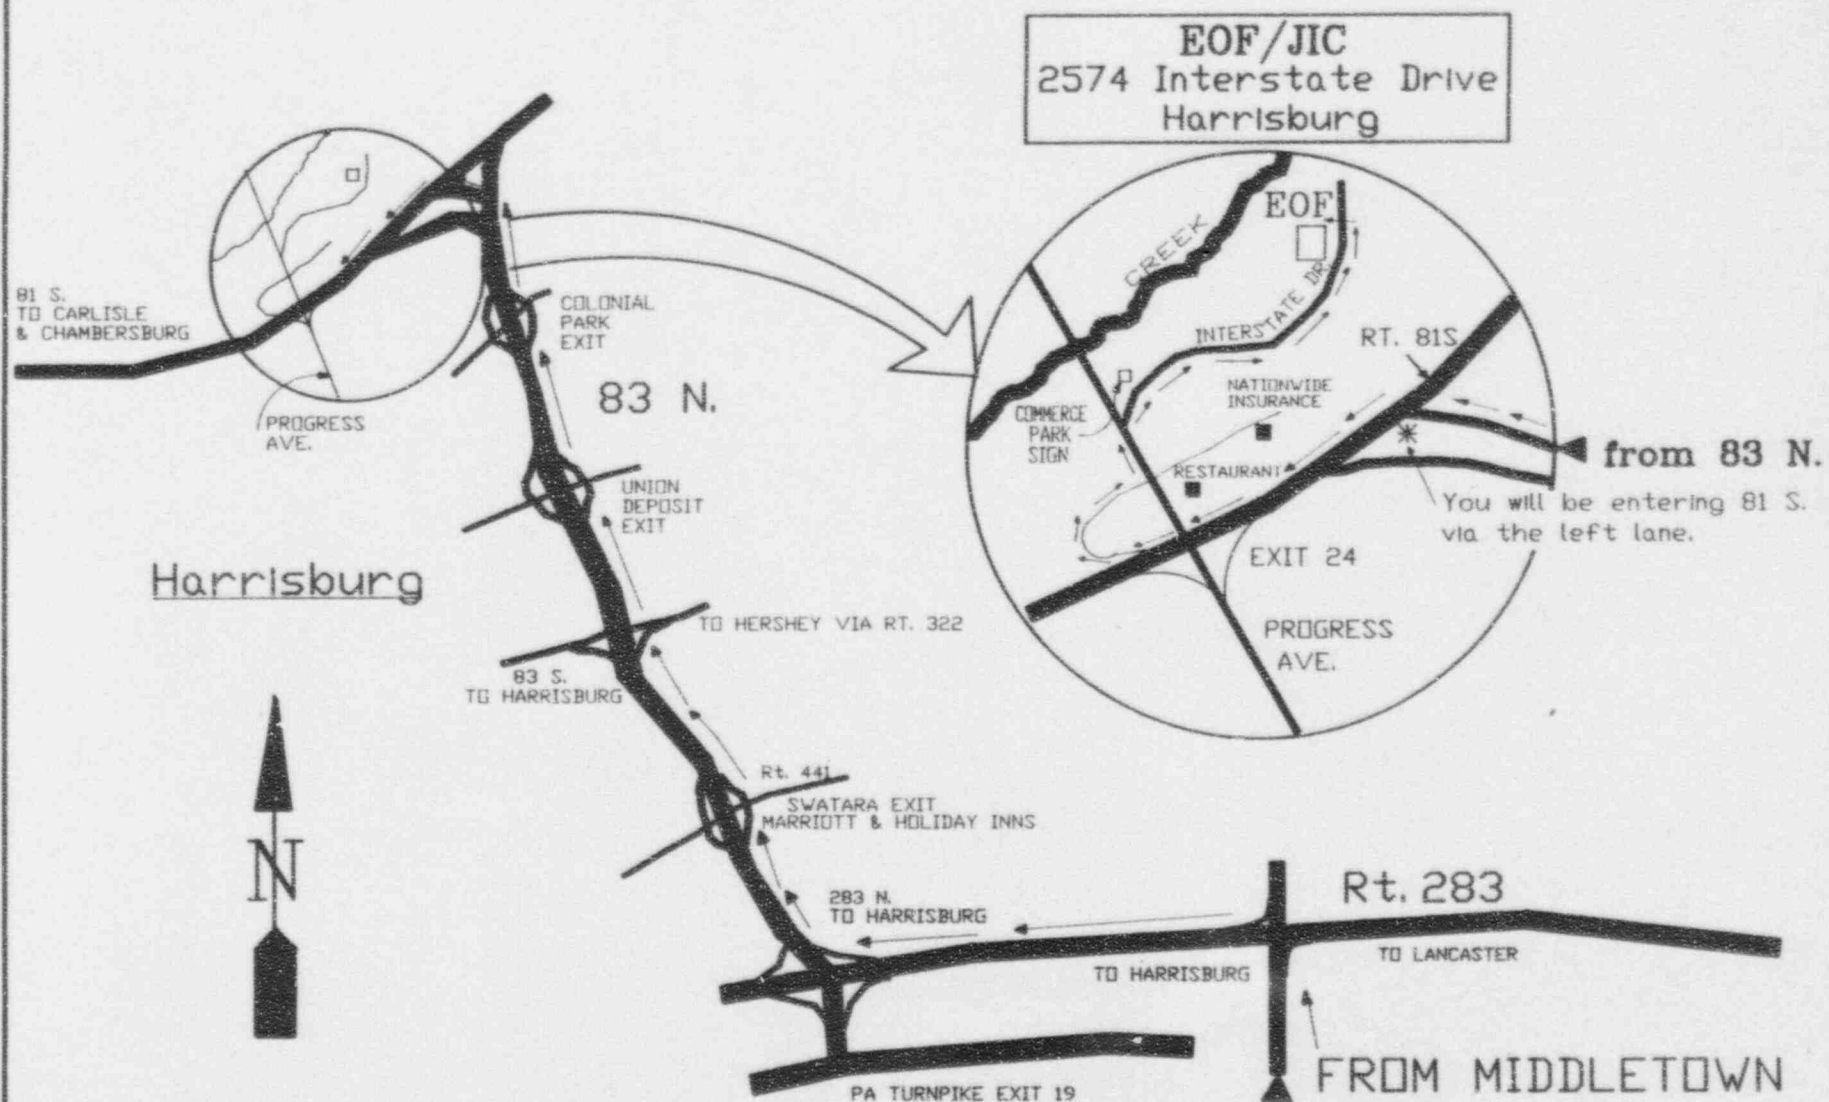 EOF/JIC
2574 Interstate Drive
Harrisburg
EOF
CREEK
INTERSTATE DR.
RT. 81S
81 S.
TO CARLISLE
& CHAMBERSBURG
COLONIAL
PARK
EXIT
83 N.
NATIONWIDE
INSURANCE
COMMERCE
PARK
SIGN
PROGRESS
AVE.
from 83 N.
RESTAURANT
UNION
DEPOSIT
EXIT
You will be entering 81 S.
via the left lane.
EXIT 24
Harrisburg
TO HERSHEY VIA RT. 322
PROGRESS
AVE.
83 S.
TO HARRISBURG
Rt. 441
SWATARA EXIT
MARRIOTT & HOLIDAY INNS
N
283 N.
TO HARRISBURG
Rt. 283
TO LANCASTER
TO HARRISBURG
FROM MIDDLETOWN
PA TURNPIKE EXIT 19